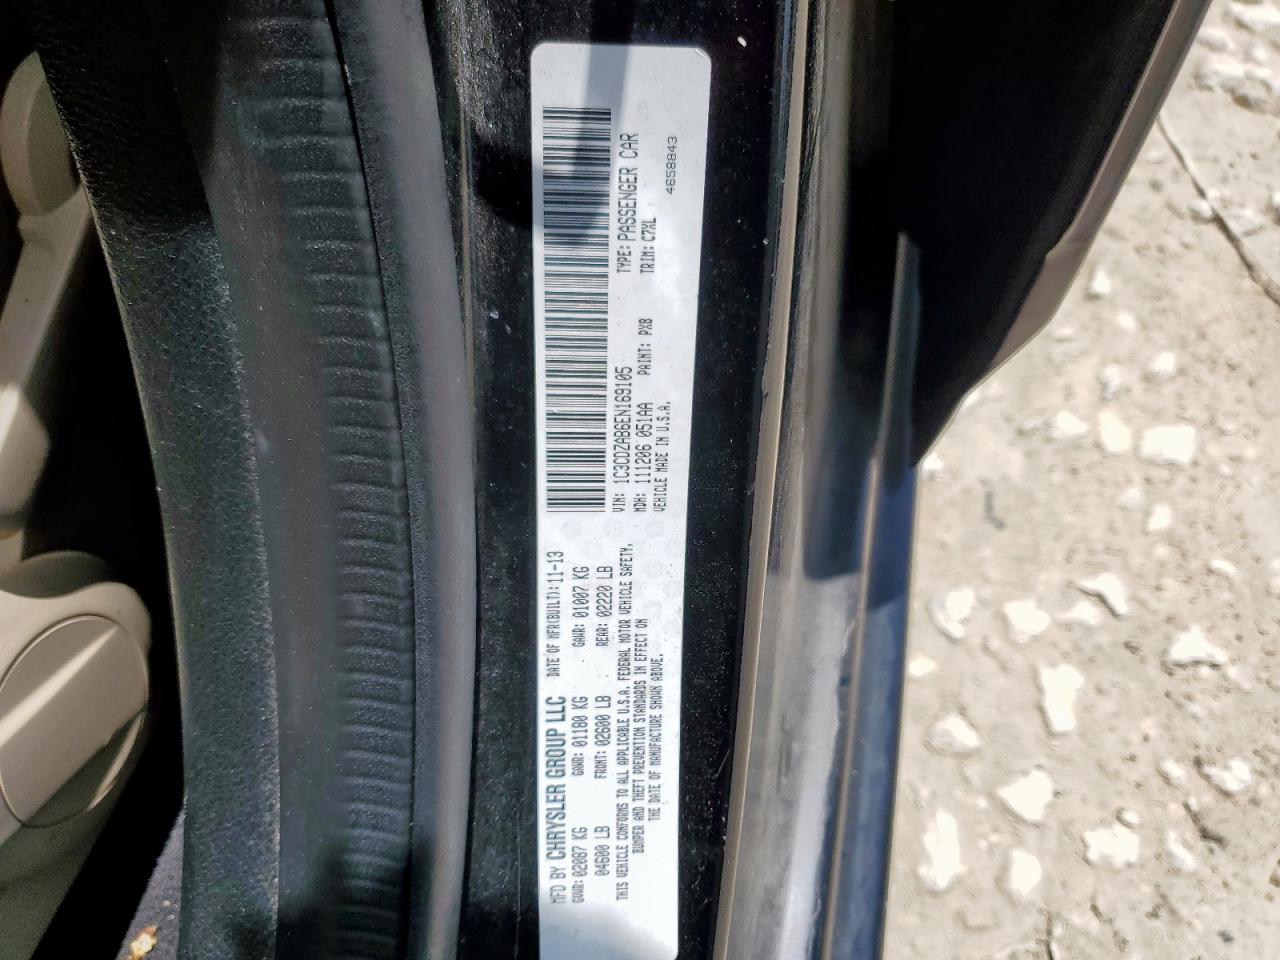 MFD BY CHRYSLER GROUP LLC DATE OF MFR(BUILT): 11-13
GVWR: 02087 KG GAWR: 01180 KG GAWR: 01007 KG
04600 LB FRONT: 02600 LB REAR: 02220 LB
THIS VEHICLE CONFORMS TO ALL APPLICABLE U.S.A. FEDERAL MOTOR VEHICLE SAFETY,
BUMPER AND THEFT PREVENTION STANDARDS IN EFFECT ON
THE DATE OF MANUFACTURE SHOWN ABOVE.
VIN: 1C3CDZAB6EN169105 TYPE: PASSENGER CAR
MDH: 111206 051AA PAINT: PX8 TRIM: C7XL
VEHICLE MADE IN U.S.A.
4658843